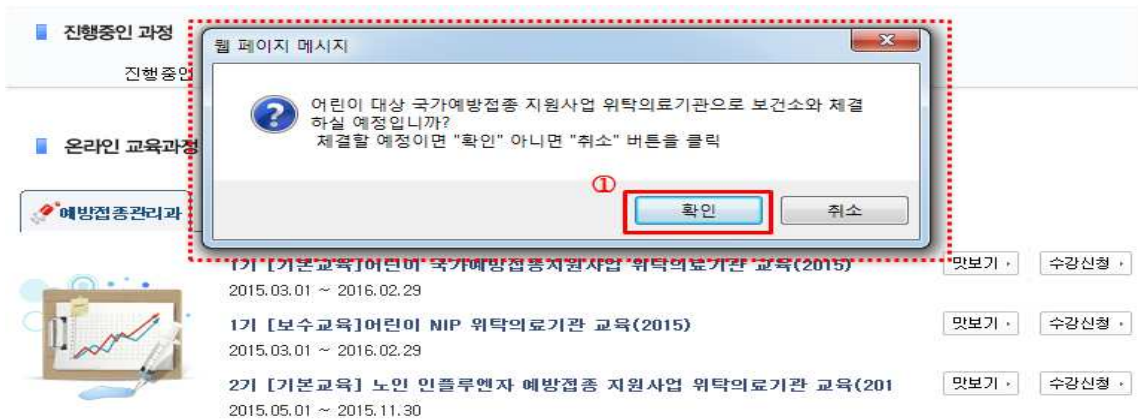 진행중인 과정
웹 페이지 메시지
진행중인
어린이 대상 국가예방접종 지원사업 위탁의료기관으로 보건소와 체결
하실 예정입니까?
체결할 예정이면 "확인" 아니면 "취소" 버튼을 클릭
온라인 교육과정
①
확인 취소
예방접종관리과
1기 [기본교육]어린이 국가예방접종지원사업 위탁의료기관 교육(2015) 맛보기 수강신청
2015.03.01 ~ 2016.02.29
1기 [보수교육]어린이 NIP 위탁의료기관 교육(2015) 맛보기 수강신청
2015.03.01 ~ 2016.02.29
2기 [기본교육] 노인 인플루엔자 예방접종 지원사업 위탁의료기관 교육(201 맛보기 수강신청
2015.05.01 ~ 2015.11.30